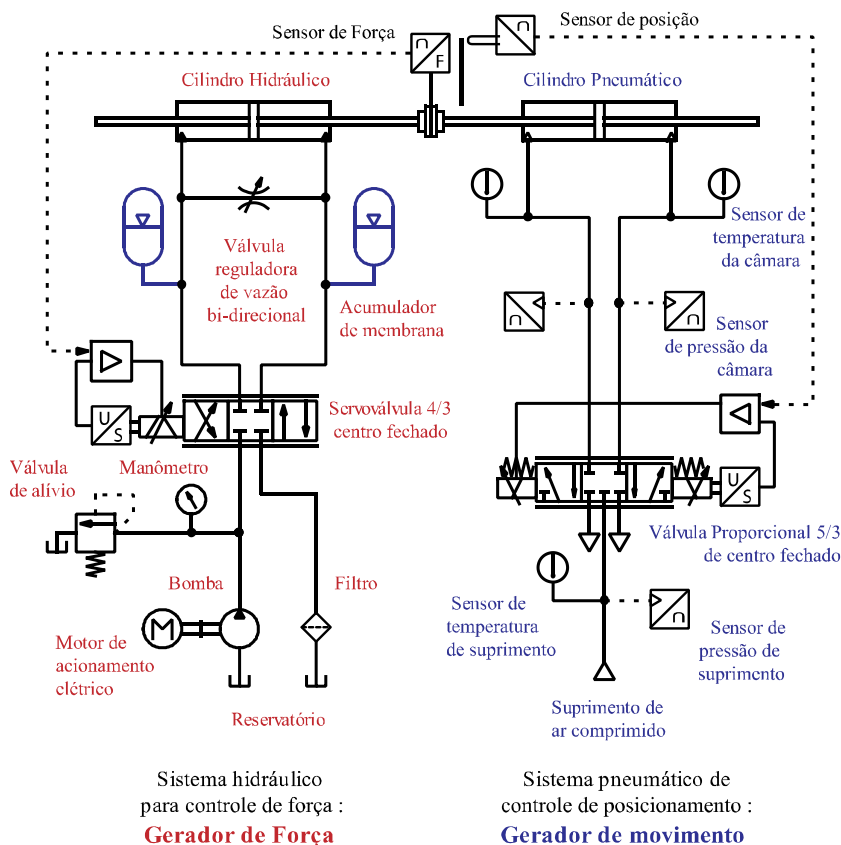 Sensor de Força
Sensor de posição
n
F
n
Cilindro Hidráulico
Cilindro Pneumático
Sensor de
temperatura
da câmara
Válvula
reguladora
de vazão
bi-direcional
Acumulador
de membrana
n
n
Sensor
de pressão da
câmara
Servoválvula 4/3
centro fechado
U
S
U
S
Válvula
de alívio
Manômetro
Válvula Proporcional 5/3
de centro fechado
Bomba
Filtro
M
Motor de
acionamento
elétrico
Reservatório
Sensor de
temperatura
de suprimento
n
Sensor de
pressão de
suprimento
Suprimento de
ar comprimido
Sistema hidráulico
para controle de força :
Gerador de Força
Sistema pneumático de
controle de posicionamento :
Gerador de movimento